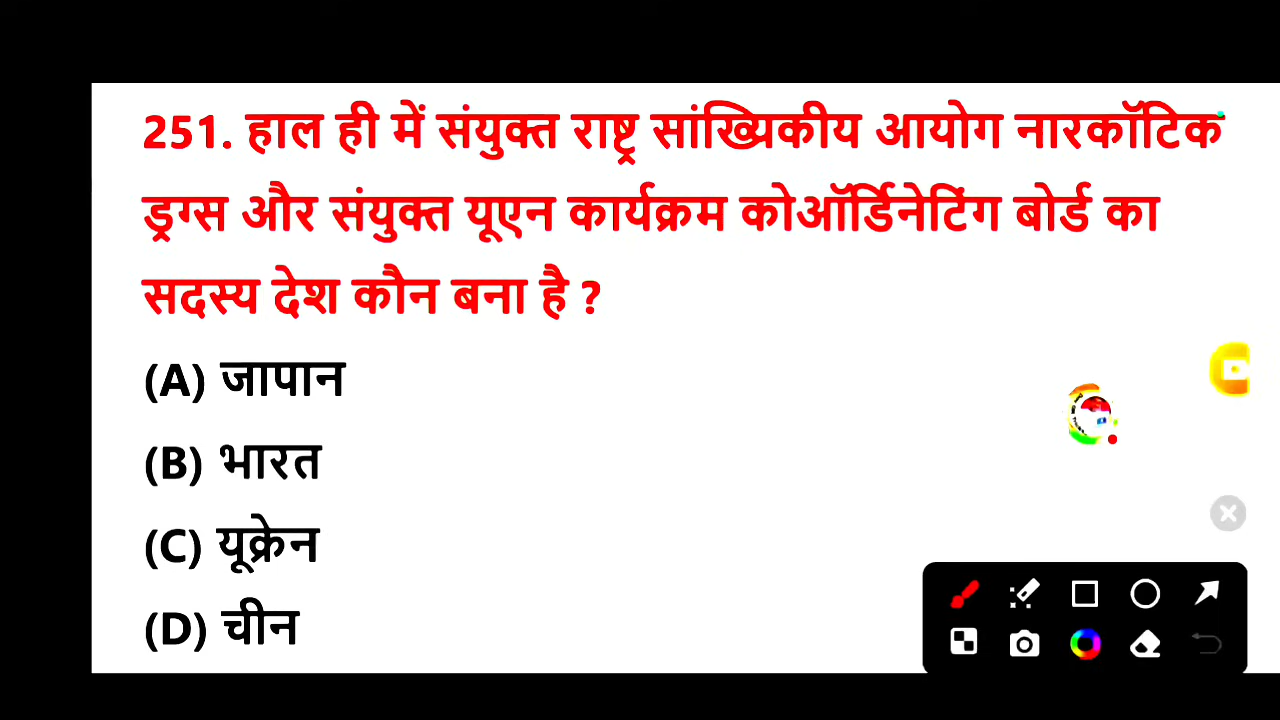 251. हाल ही में संयुक्त राष्ट्र सांख्यिकीय आयोग नारकॉटिक
ड्रग्स और संयुक्त यूएन कार्यक्रम कोऑर्डिनेटिंग बोर्ड का
सदस्य देश कौन बना है ?
(A) जापान
(B) भारत
(C) यूक्रेन
(D) चीन